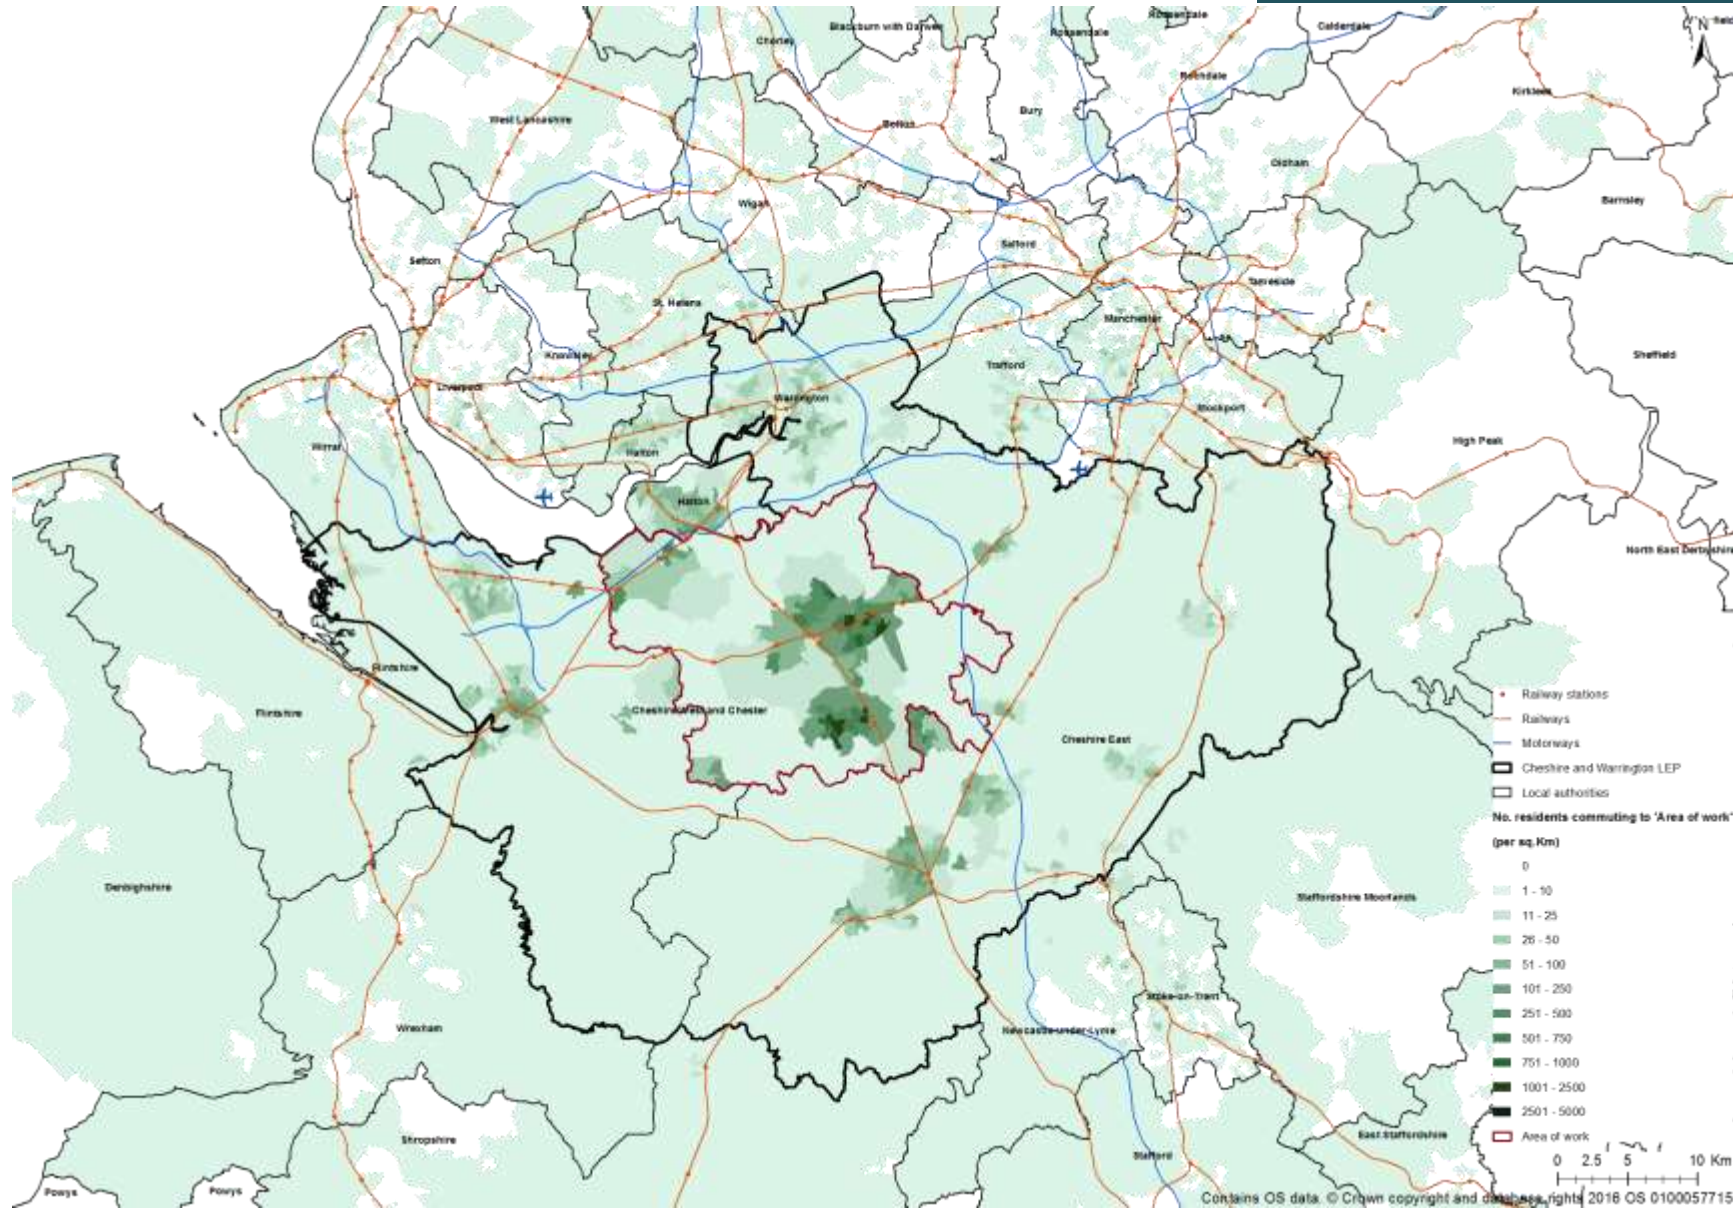 Rossendale
Calderdale
Blackburn with Darwen
Chorley
Rossendale
N
Rochdale
Kirklees
West Lancashire
Bolton
Bury
Oldham
Barnsley
Wigan
Salford
Sefton
Tameside
St. Helens
Manchester
Knowsley
Sheffield
Trafford
Liverpool
Warrington
Stockport
High Peak
Wirral
Halton
Halton
North East Derbyshire
Flintshire
Flintshire
Cheshire West and Chester
Cheshire East
Denbighshire
Staffordshire Moorlands
Stoke-on-Trent
Wrexham
Newcastle-under-Lyme
Shropshire
East Staffordshire
Stafford
Powys
Powys
Railway stations
Railways
Motorways
Cheshire and Warrington LEP
Local authorities
No. residents commuting to 'Area of work'
(per sq.Km)
0
1 - 10
11 - 25
26 - 50
51 - 100
101 - 250
251 - 500
501 - 750
751 - 1000
1001 - 2500
2501 - 5000
Area of work
0 2.5 5 10 Km
Contains OS data © Crown copyright and database rights 2016 OS 0100057715